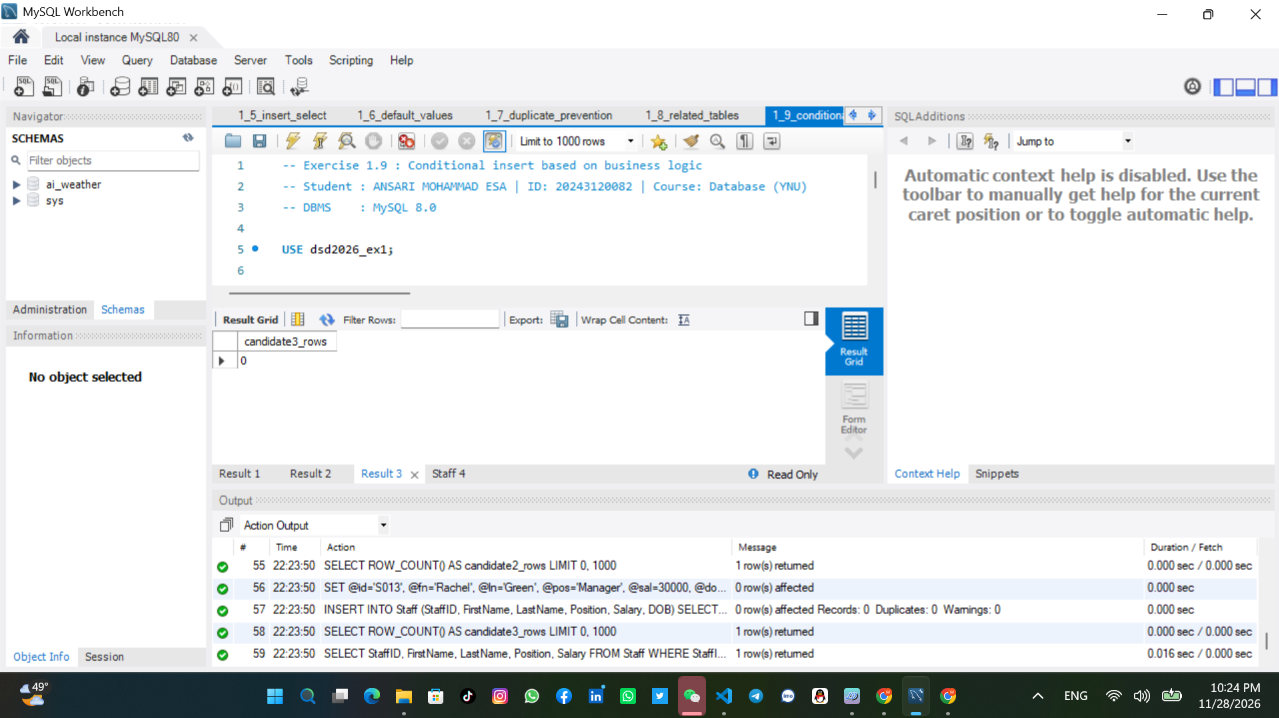 MySQL Workbench
Local instance MySQL80
File Edit View Query Database Server Tools Scripting Help
Navigator
SCHEMAS
Filter objects
ai_weather
sys
Administration Schemas
Information
No object selected
Object Info Session
1_5_insert_select 1_6_default_values 1_7_duplicate_prevention 1_8_related_tables 1_9_condition
Limit to 1000 rows
1 -- Exercise 1.9 : Conditional insert based on business logic
2 -- Student : ANSARI MOHAMMAD ESA | ID: 20243120082 | Course: Database (YNU)
3 -- DBMS : MySQL 8.0
4
5 USE dsd2026_ex1;
6
Result Grid Filter Rows: Export: Wrap Cell Content:
candidate3_rows
0
Result Grid
Form Editor
Result 1 Result 2 Result 3 Staff 4 Read Only
SQLAdditions
Jump to
Automatic context help is disabled. Use the
toolbar to manually get help for the current
caret position or to toggle automatic help.
Context Help Snippets
Output
Action Output
# Time Action Message Duration / Fetch
55 22:23:50 SELECT ROW_COUNT() AS candidate2_rows LIMIT 0, 1000 1 row(s) returned 0.000 sec / 0.000 sec
56 22:23:50 SET @id='S013', @fn='Rachel', @ln='Green', @pos='Manager', @sal=30000, @do... 0 row(s) affected 0.000 sec
57 22:23:50 INSERT INTO Staff (StaffID, FirstName, LastName, Position, Salary, DOB) SELECT... 0 row(s) affected Records: 0 Duplicates: 0 Warnings: 0 0.000 sec
58 22:23:50 SELECT ROW_COUNT() AS candidate3_rows LIMIT 0, 1000 1 row(s) returned 0.000 sec / 0.000 sec
59 22:23:50 SELECT StaffID, FirstName, LastName, Position, Salary FROM Staff WHERE StaffI... 1 row(s) returned 0.016 sec / 0.000 sec
49°
ENG
10:24 PM
11/28/2026